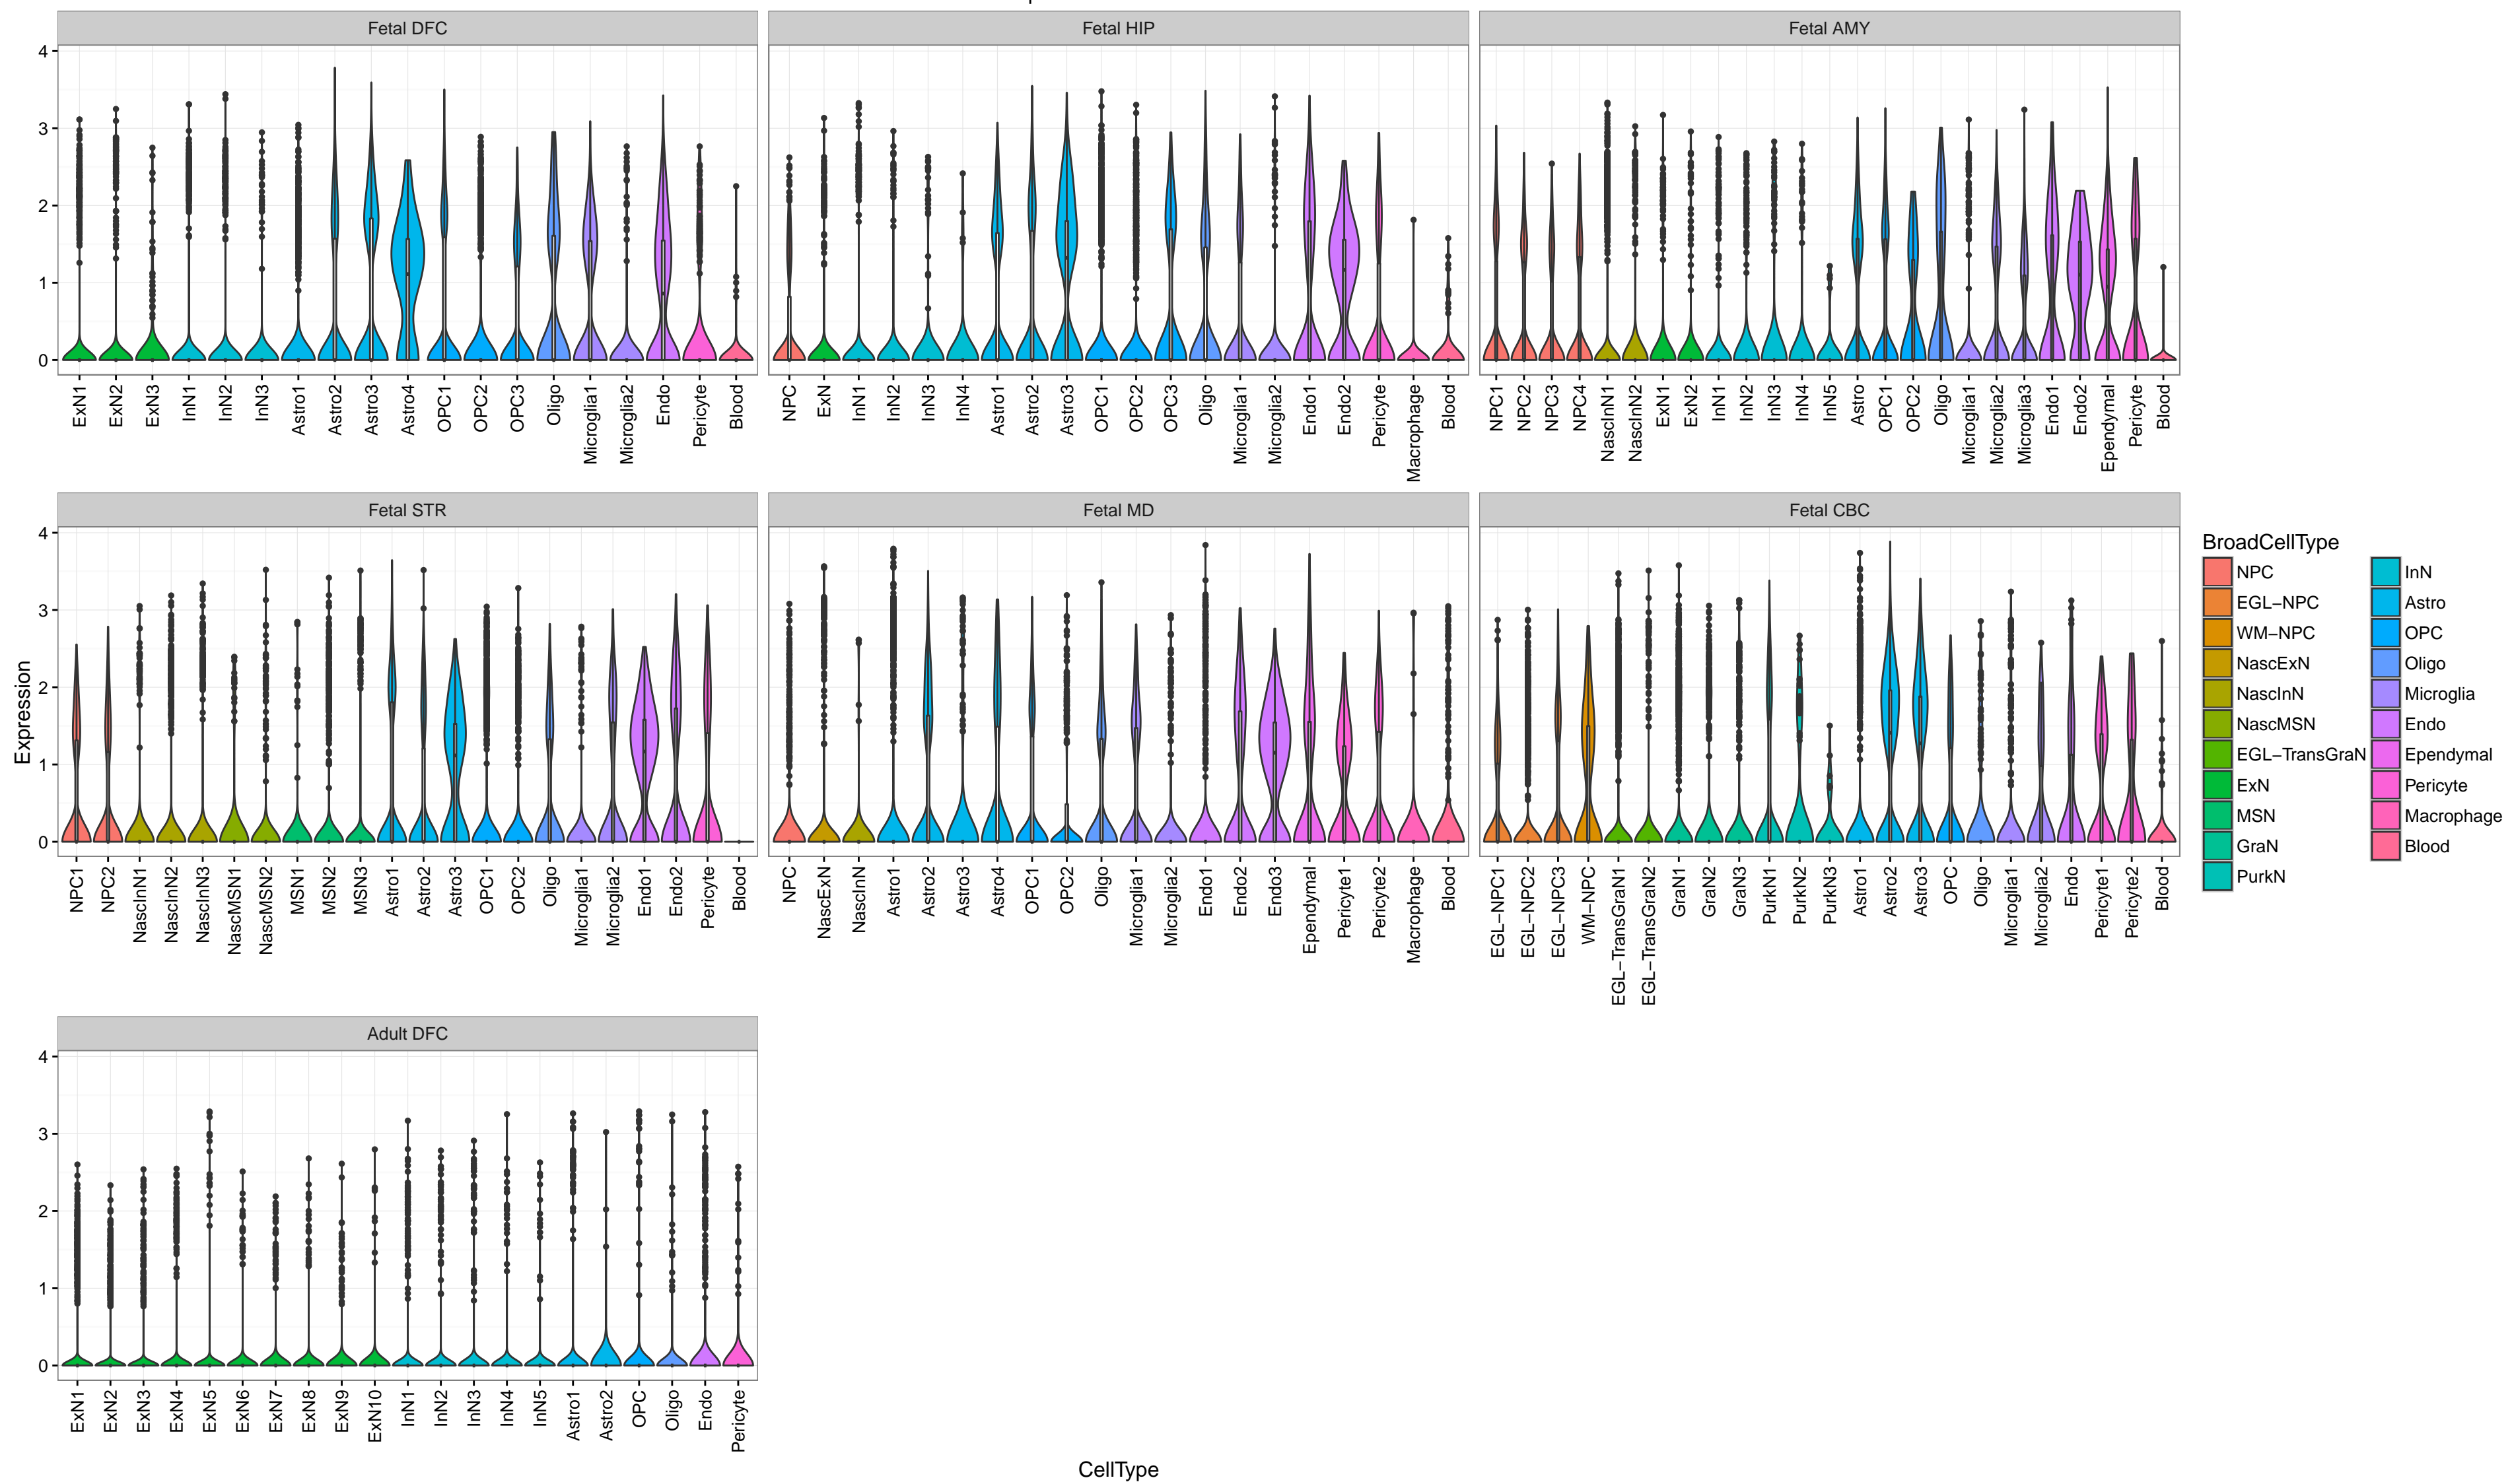 Fetal DFC
Fetal HIP
Fetal AMY
4
3
2
1
0
ExN1 ExN2 ExN3 InN1 InN2 InN3 Astro1 Astro2 Astro3 Astro4 OPC1 OPC2 OPC3 Oligo Microglia1 Microglia2 Endo Pericyte Blood
NPC ExN InN1 InN2 InN3 InN4 Astro1 Astro2 Astro3 OPC1 OPC2 OPC3 Oligo Microglia1 Microglia2 Endo1 Endo2 Pericyte Macrophage Blood
NPC1 NPC2 NPC3 NPC4 NascInN1 NascInN2 ExN1 ExN2 InN1 InN2 InN3 InN4 InN5 Astro OPC1 OPC2 Oligo Microglia1 Microglia2 Microglia3 Endo1 Endo2 Ependymal Pericyte Blood
Fetal STR
Fetal MD
Fetal CBC
Expression
4
3
2
1
0
NPC1 NPC2 NascInN1 NascInN2 NascInN3 NascMSN1 NascMSN2 MSN1 MSN2 MSN3 Astro1 Astro2 Astro3 OPC1 OPC2 Oligo Microglia1 Microglia2 Endo1 Endo2 Pericyte Blood
NPC NascExN NascInN Astro1 Astro2 Astro3 Astro4 OPC1 OPC2 Oligo Microglia1 Microglia2 Endo1 Endo2 Endo3 Ependymal Pericyte1 Pericyte2 Macrophage Blood
EGL−NPC1 EGL−NPC2 EGL−NPC3 WM−NPC EGL−TransGraN1 EGL−TransGraN2 GraN1 GraN2 GraN3 PurkN1 PurkN2 PurkN3 Astro1 Astro2 Astro3 OPC Oligo Microglia1 Microglia2 Endo Pericyte1 Pericyte2 Blood
BroadCellType
NPC
EGL−NPC
WM−NPC
NascExN
NascInN
NascMSN
EGL−TransGraN
ExN
MSN
GraN
PurkN
InN
Astro
OPC
Oligo
Microglia
Endo
Ependymal
Pericyte
Macrophage
Blood
Adult DFC
4
3
2
1
0
ExN1 ExN2 ExN3 ExN4 ExN5 ExN6 ExN7 ExN8 ExN9 ExN10 InN1 InN2 InN3 InN4 InN5 Astro1 Astro2 OPC Oligo Endo Pericyte
CellType